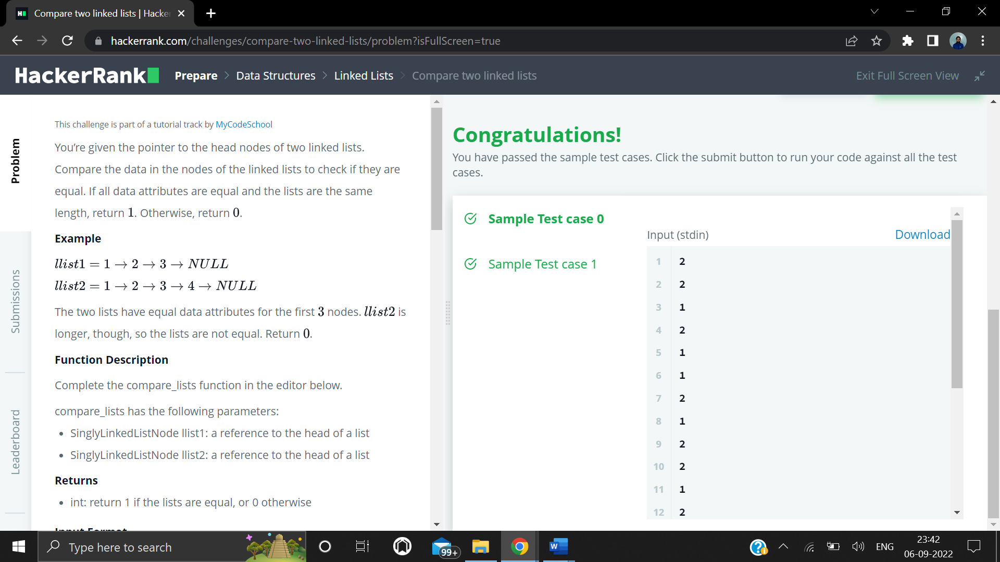 Compare two linked lists | Hacke
hackerrank.com/challenges/compare-two-linked-lists/problem?isFullScreen=true
HackerRank
Prepare > Data Structures > Linked Lists > Compare two linked lists
Exit Full Screen View
Problem
Submissions
Leaderboard
This challenge is part of a tutorial track by MyCodeSchool
You’re given the pointer to the head nodes of two linked lists.
Compare the data in the nodes of the linked lists to check if they are
equal. If all data attributes are equal and the lists are the same
length, return 1. Otherwise, return 0.
Example
llist1 = 1 → 2 → 3 → NULL
llist2 = 1 → 2 → 3 → 4 → NULL
The two lists have equal data attributes for the first 3 nodes. llist2 is
longer, though, so the lists are not equal. Return 0.
Function Description
Complete the compare_lists function in the editor below.
compare_lists has the following parameters:
• SinglyLinkedListNode llist1: a reference to the head of a list
• SinglyLinkedListNode llist2: a reference to the head of a list
Returns
• int: return 1 if the lists are equal, or 0 otherwise
Input Format
Congratulations!
You have passed the sample test cases. Click the submit button to run your code against all the test
cases.
Sample Test case 0
Sample Test case 1
Input (stdin)
Download
1 2
2 2
3 1
4 2
5 1
6 1
7 2
8 1
9 2
10 2
11 1
12 2
Type here to search
99+
W
ENG
23:42
06-09-2022